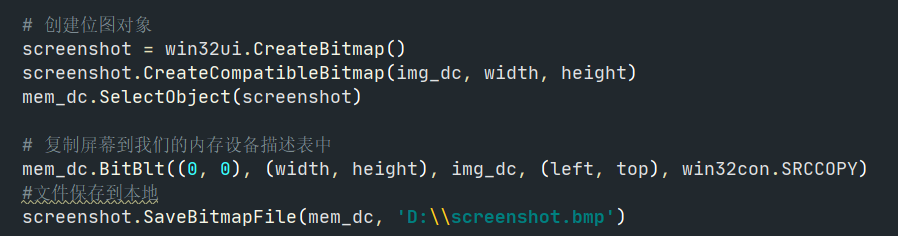 # 创建位图对象
screenshot = win32ui.CreateBitmap()
screenshot.CreateCompatibleBitmap(img_dc, width, height)
mem_dc.SelectObject(screenshot)
# 复制屏幕到我们的内存设备描述表中
mem_dc.BitBlt((0, 0), (width, height), img_dc, (left, top), win32con.SRCCOPY)
#文件保存到本地
screenshot.SaveBitmapFile(mem_dc, 'D:\\screenshot.bmp')